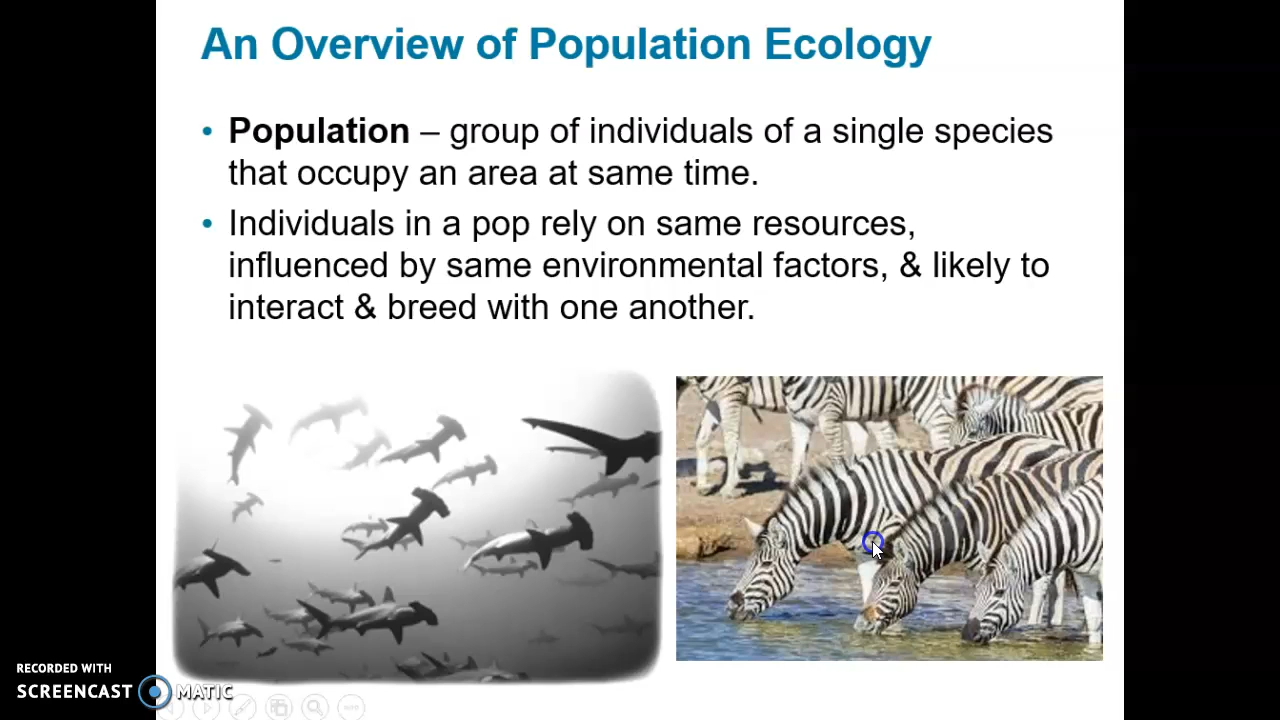 An Overview of Population Ecology
• Population – group of individuals of a single species
that occupy an area at same time.
• Individuals in a pop rely on same resources,
influenced by same environmental factors, & likely to
interact & breed with one another.
RECORDED WITH
SCREENCAST MATIC